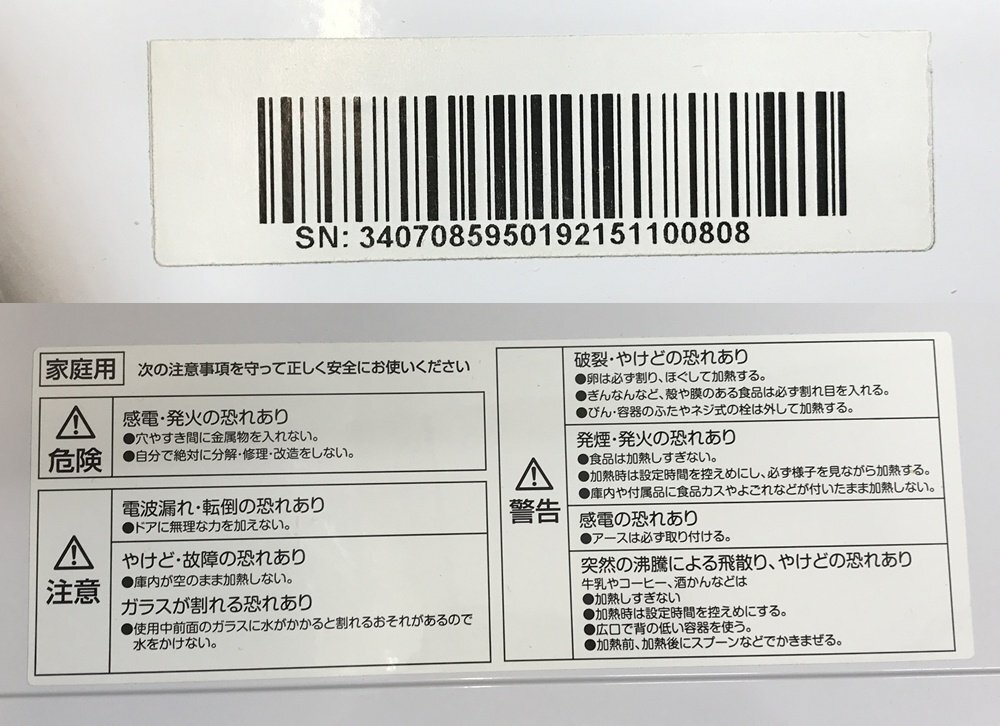 SN: 3407085950192151100808
家庭用 次の注意事項を守って正しく安全にお使いください
危険
感電・発火の恐れあり
●穴やすき間に金属物を入れない。
●自分で絶対に分解・修理・改造をしない。
注意
電波漏れ・転倒の恐れあり
●ドアに無理な力を加えない。
やけど・故障の恐れあり
●庫内が空のまま加熱しない。
ガラスが割れる恐れあり
●使用中前面のガラスに水がかかると割れるおそれがあるので
水をかけない。
警告
破裂・やけどの恐れあり
●卵は必ず割り、ほぐして加熱する。
●ぎんなんなど、殻や膜のある食品は必ず割れ目を入れる。
●びん・容器のふたやネジ式の栓は外して加熱する。
発煙・発火の恐れあり
●食品は加熱しすぎない。
●加熱時は設定時間を控えめにし、必ず様子を見ながら加熱する。
●庫内や付属品に食品カスやよごれなどが付いたまま加熱しない。
感電の恐れあり
●アースは必ず取り付ける。
突然の沸騰による飛散り、やけどの恐れあり
牛乳やコーヒー、酒かんなどは
●加熱しすぎない
●加熱時は設定時間を控えめにする。
●広口で背の低い容器を使う。
●加熱前、加熱後にスプーンなどでかきまぜる。